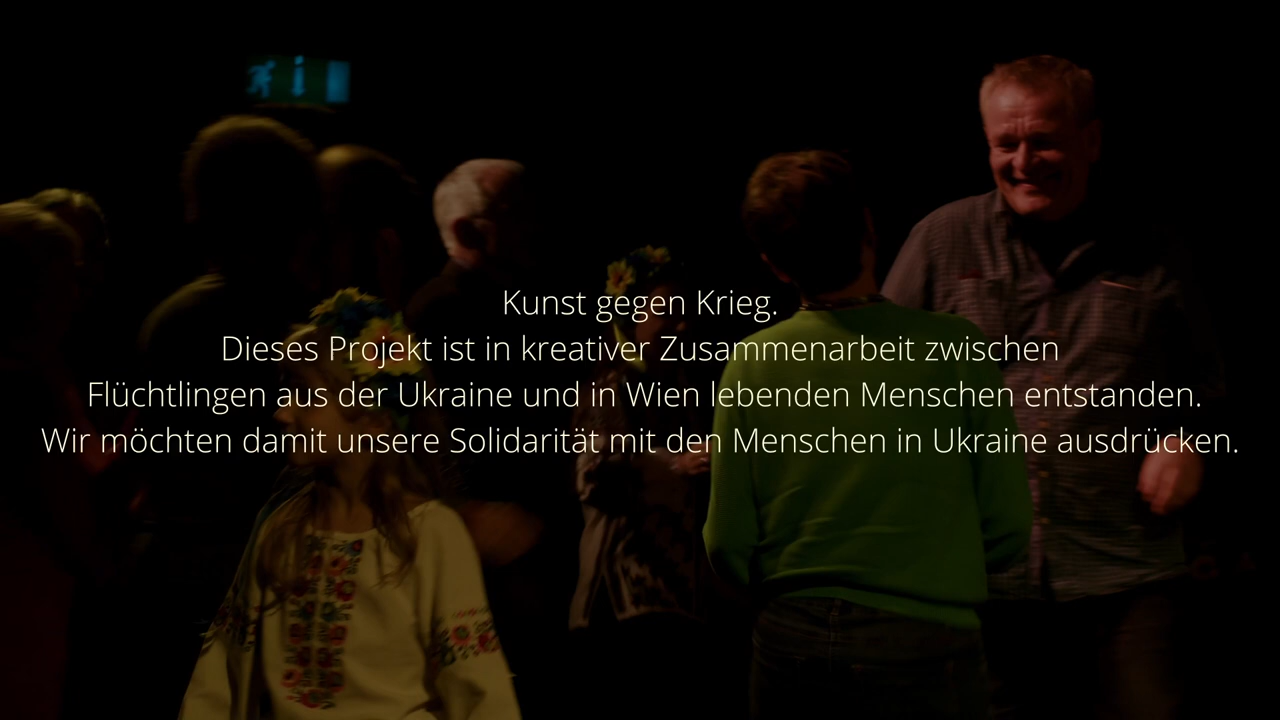 Kunst gegen Krieg.
Dieses Projekt ist in kreativer Zusammenarbeit zwischen
Flüchtlingen aus der Ukraine und in Wien lebenden Menschen entstanden.
Wir möchten damit unsere Solidarität mit den Menschen in Ukraine ausdrücken.